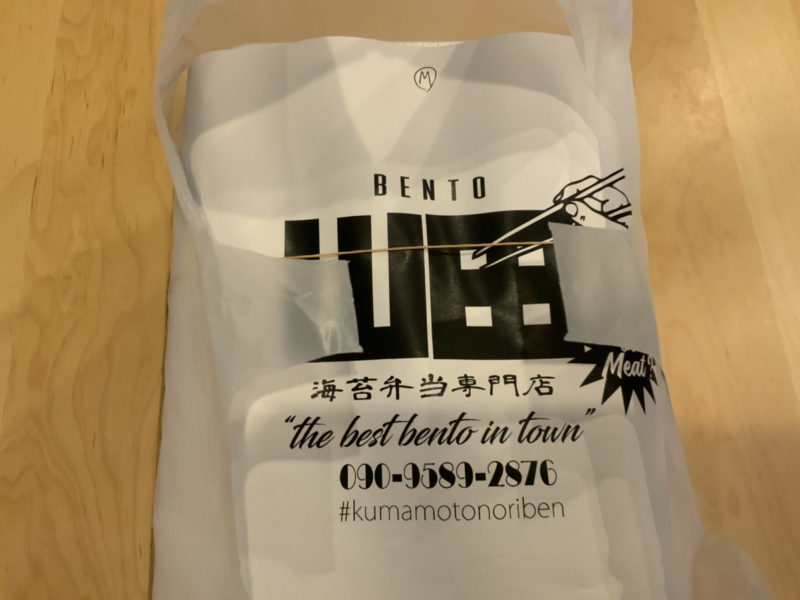 M
BENTO
Meat
海苔弁当専門店
“the best bento in town”
090-9589-2876
#kumamotonoriben